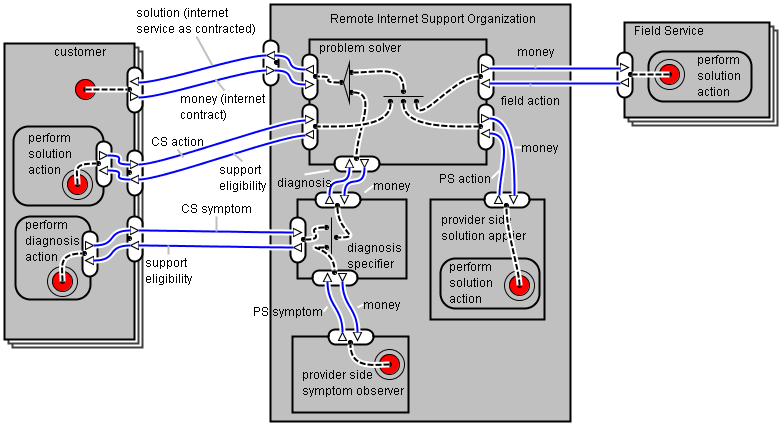 solution (internet
service as contracted)
Remote Internet Support Organization
customer
problem solver
money
Field Service
perform
solution
action
money (internet
contract)
field action
perform
solution
action
CS action
support
eligibility
diagnosis
money
PS action
money
perform
diagnosis
action
CS symptom
support
eligibility
diagnosis
specifier
provider side
solution applier
perform
solution
action
PS symptom
money
provider side
symptom observer